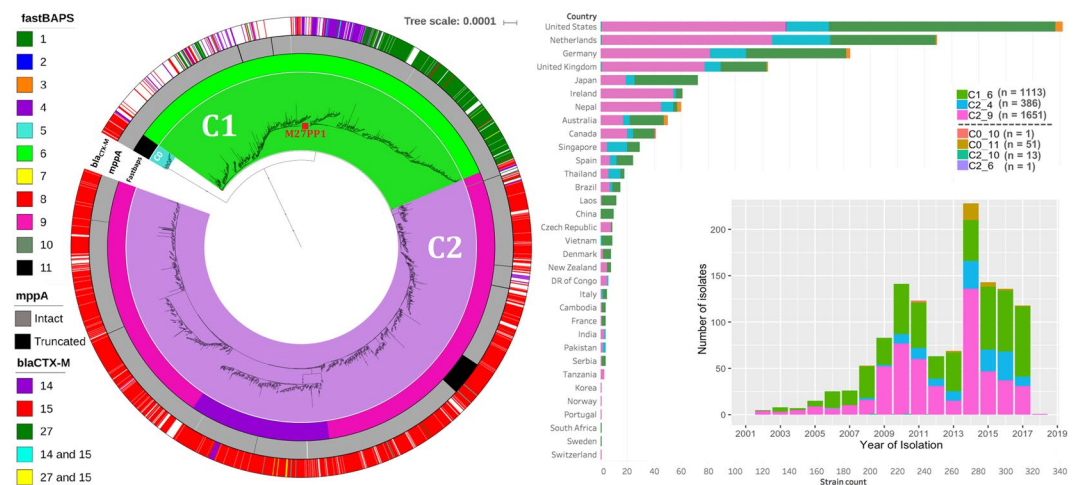 fastBAPS
1
2
3
4
5
6
7
8
9
10
11
mppA
Intact
Truncated
blaCTX-M
14
15
27
14 and 15
27 and 15
Tree scale: 0.0001
blaCTX-M
mppA
Fastbaps
C0
C1
M27PP1
C2
Country
United States
Netherlands
Germany
United Kingdom
Japan
Ireland
Nepal
Australia
Canada
Singapore
Spain
Thailand
Brazil
Laos
China
Czech Republic
Vietnam
Denmark
New Zealand
DR of Congo
Italy
Cambodia
France
India
Pakistan
Serbia
Tanzania
Korea
Norway
Portugal
South Africa
Sweden
Switzerland
0 20 40 60 80 100 120 140 160 180 200 220 240 260 280 300 320 340
Strain count
C1_6 (n = 1113)
C2_4 (n = 386)
C2_9 (n = 1651)
C0_10 (n = 1)
C0_11 (n = 51)
C2_10 (n = 13)
C2_6 (n = 1)
Number of isolates
200
150
100
50
0
2001 2003 2005 2007 2009 2010 2013 2015 2017 2019
Year of Isolation